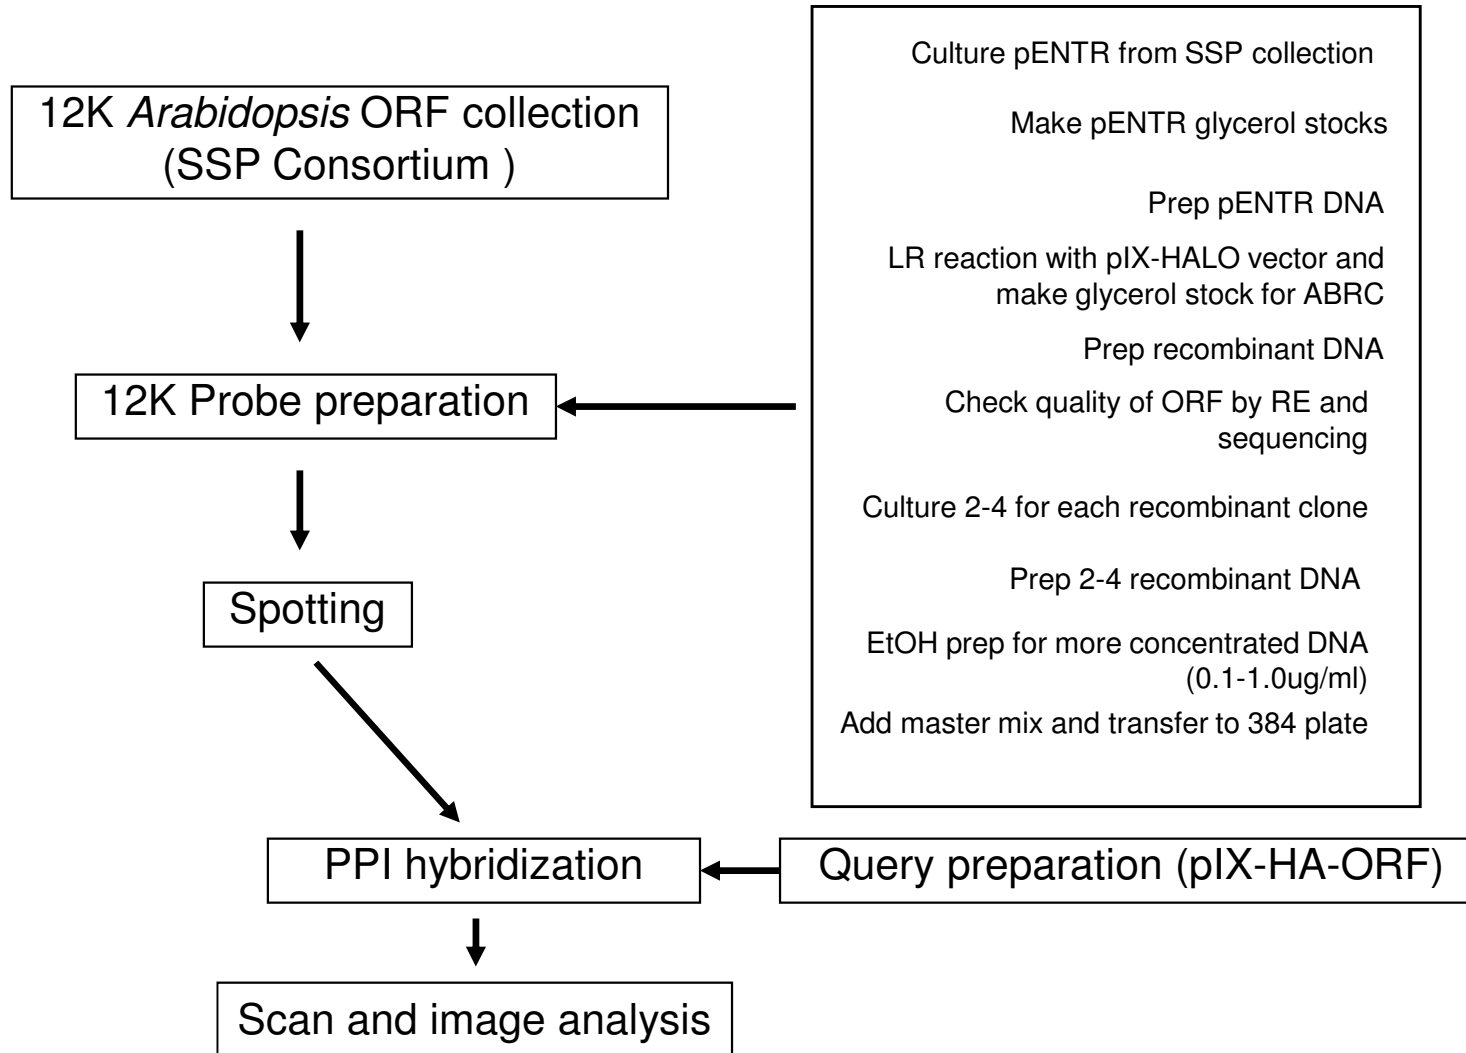 12K Arabidopsis ORF collection
(SSP Consortium )
12K Probe preparation
Spotting
PPI hybridization
Scan and image analysis
Culture pENTR from SSP collection
Make pENTR glycerol stocks
Prep pENTR DNA
LR reaction with pIX-HALO vector and
make glycerol stock for ABRC
Prep recombinant DNA
Check quality of ORF by RE and
sequencing
Culture 2-4 for each recombinant clone
Prep 2-4 recombinant DNA
EtOH prep for more concentrated DNA
(0.1-1.0ug/ml)
Add master mix and transfer to 384 plate
Query preparation (pIX-HA-ORF)